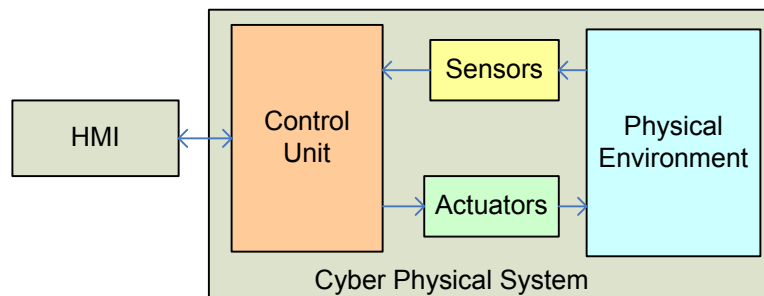 HMI
Control
Unit
Sensors
Actuators
Physical
Environment
Cyber Physical System